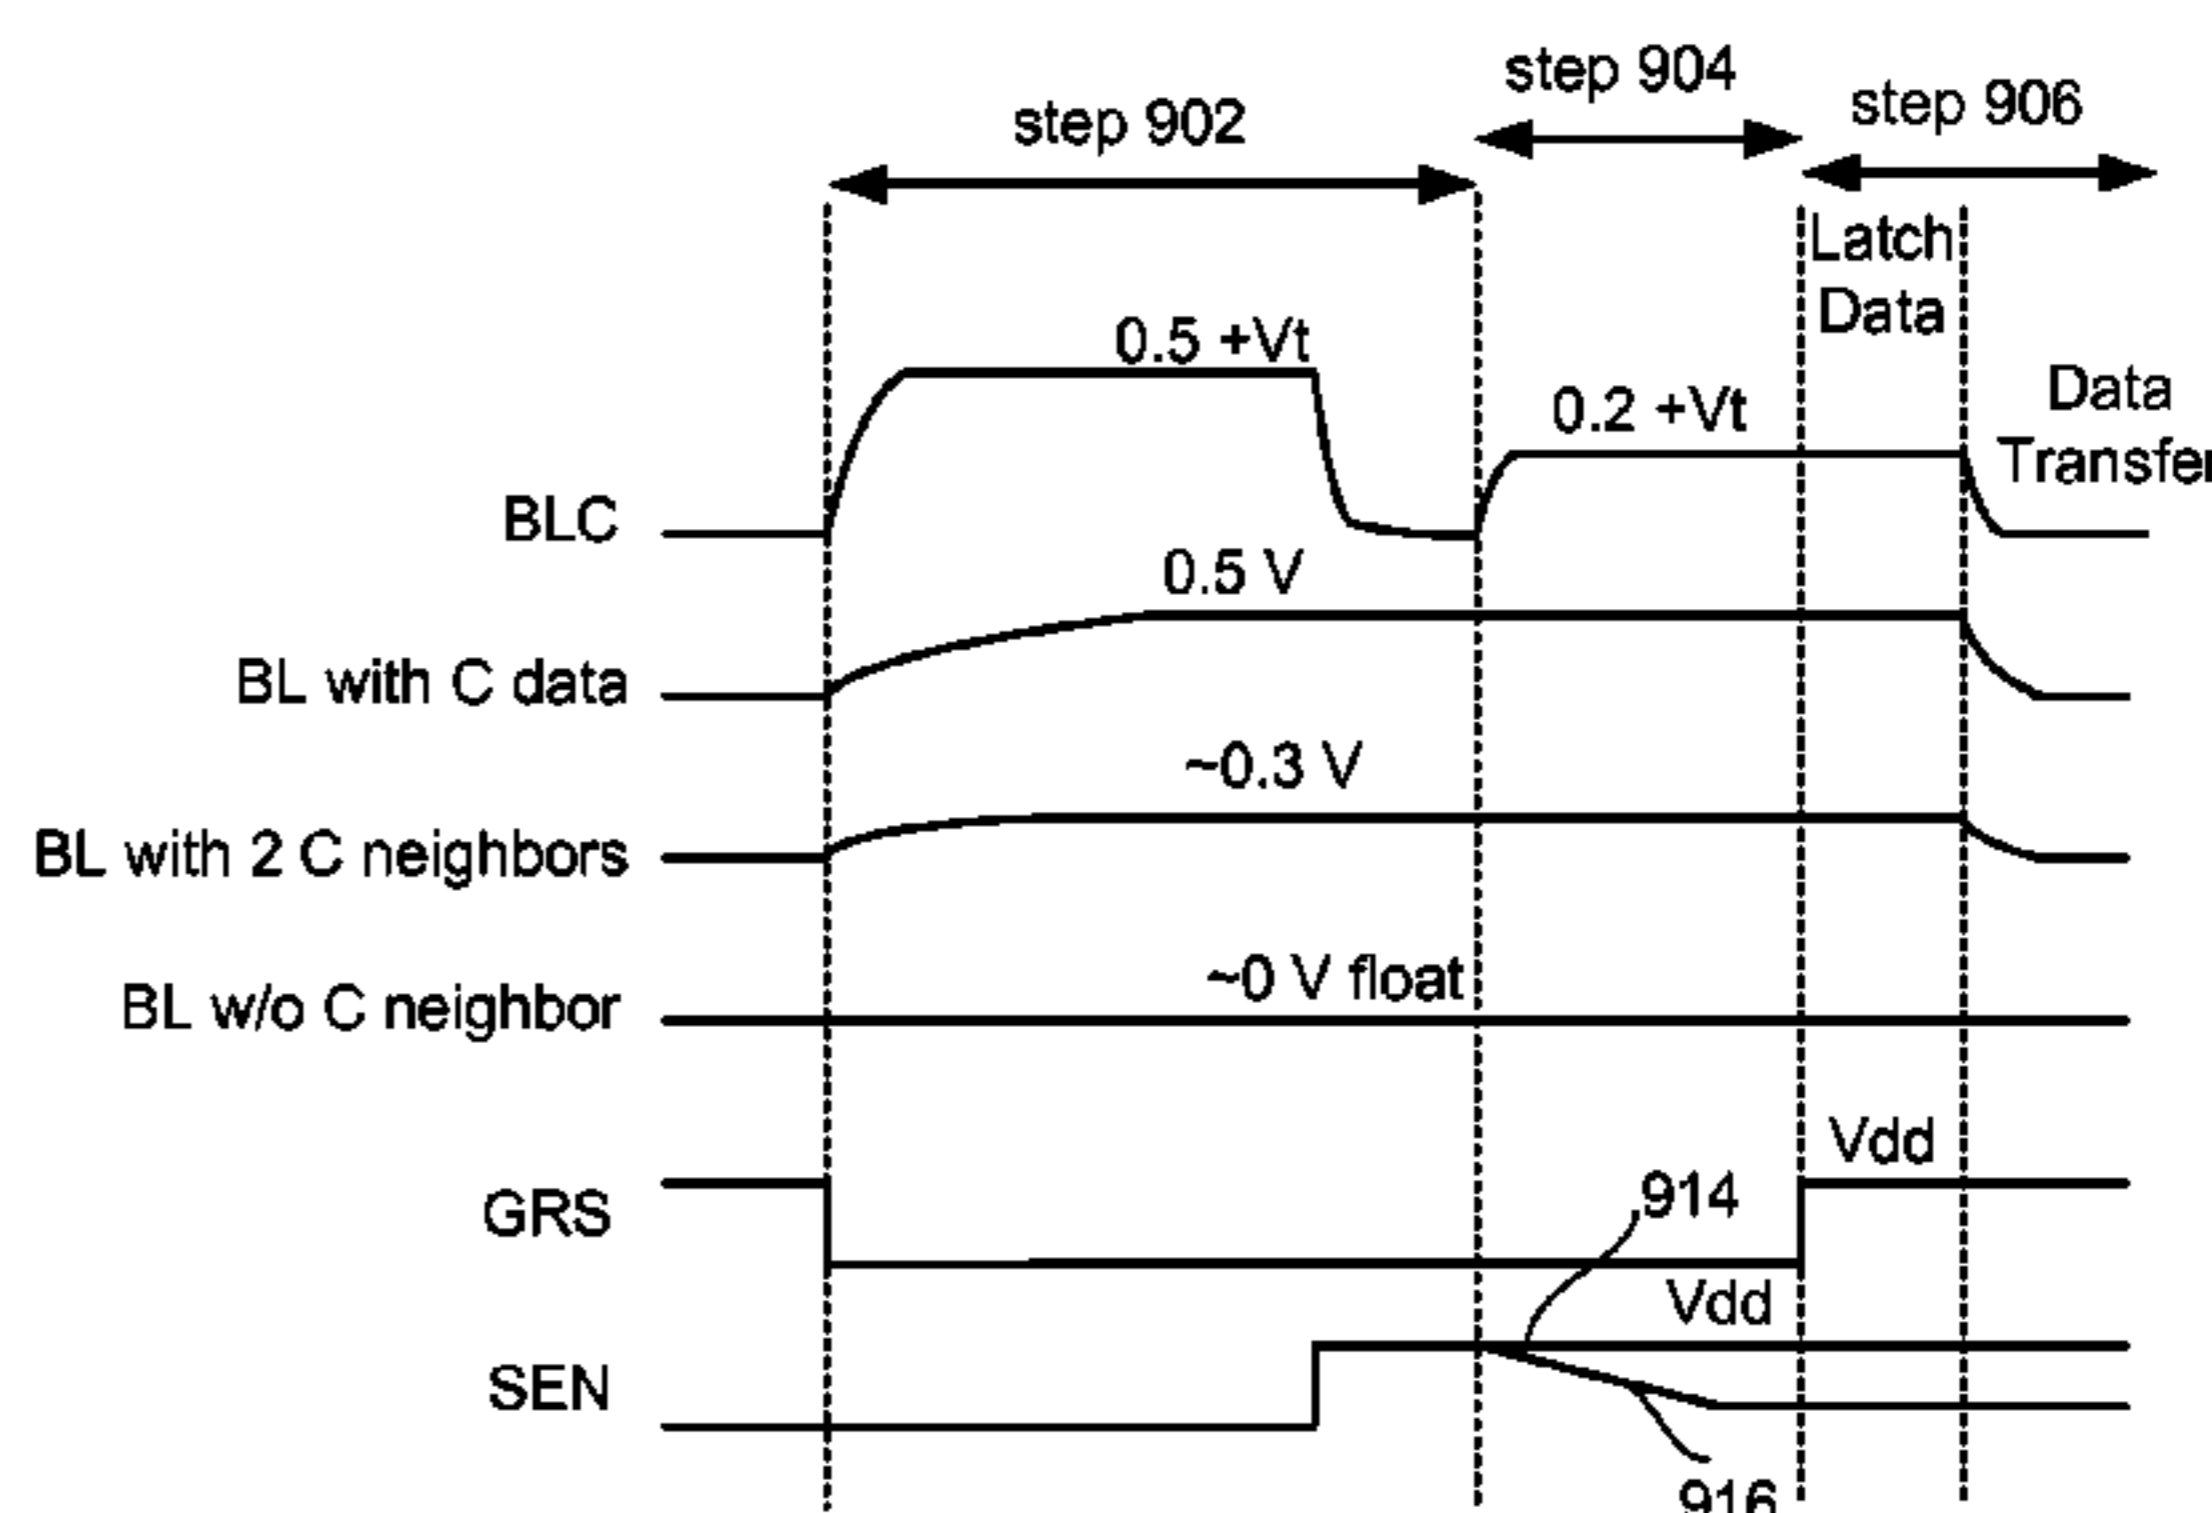 step 904
step 906
step 902
Latch
Data
0.5 +Vt
0.2 +Vt
Data
Transfer
BLC
0.5 V
BL with C data
~0.3 V
BL with 2 C neighbors
~0 V float
BL w/o C neighbor
Vdd
914
GRS
Vdd
SEN
916